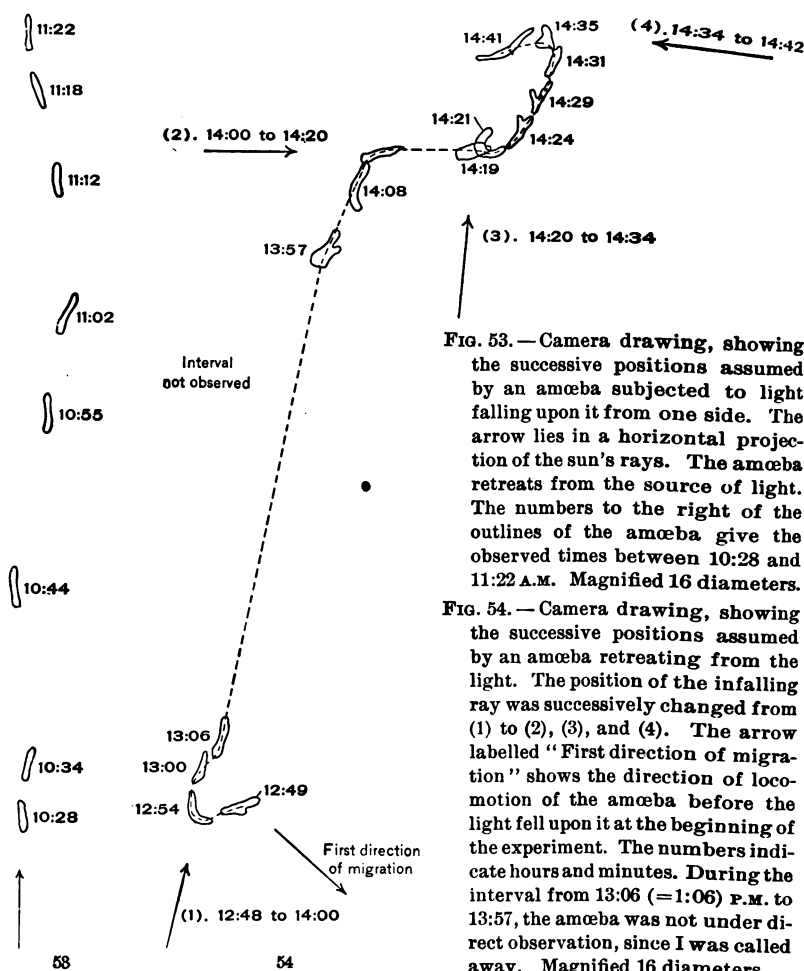 11:22
11:18
11:12
11:02
10:55
10:44
10:34
10:28
58
14:41
14:35
(4). 14:34 to 14:42
14:31
14:29
14:21
14:24
(2). 14:00 to 14:20
14:19
14:08
13:57
(3). 14:20 to 14:34
Interval
not observed
13:06
13:00
12:49
12:54
First direction
of migration
(1). 12:48 to 14:00
54
FIG. 53. — Camera drawing, showing
the successive positions assumed
by an amœba subjected to light
falling upon it from one side. The
arrow lies in a horizontal projec-
tion of the sun's rays. The amœba
retreats from the source of light.
The numbers to the right of the
outlines of the amœba give the
observed times between 10:28 and
11:22 A.M. Magnified 16 diameters.
FIG. 54. — Camera drawing, showing
the successive positions assumed
by an amœba retreating from the
light. The position of the infalling
ray was successively changed from
(1) to (2), (3), and (4). The arrow
labelled "First direction of migra-
tion" shows the direction of loco-
motion of the amœba before the
light fell upon it at the beginning of
the experiment. The numbers indi-
cate hours and minutes. During the
interval from 13:06 (=1:06) P.M. to
13:57, the amœba was not under di-
rect observation, since I was called
away. Magnified 16 diameters.